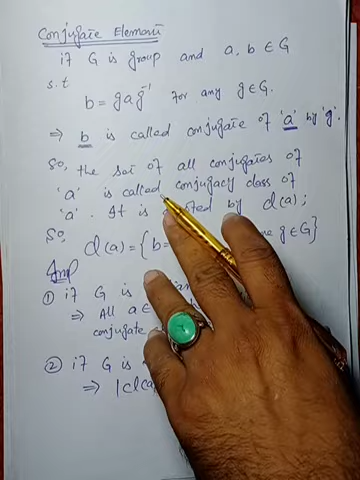 Conjugate Element
if G is group and a, b ∈ G
s.t
b = gag⁻¹ for any g∈G.
⇒ b is called conjugate of 'a' by 'g'.
So, the set of all conjugates of
'a' is called conjugacy class of
'a'. It is by cl(a);
So,
cl(a) = { b = g∈G}
Imp
① if G is
⇒ All a ∈
conjugate
② if G is
⇒ |cl(a